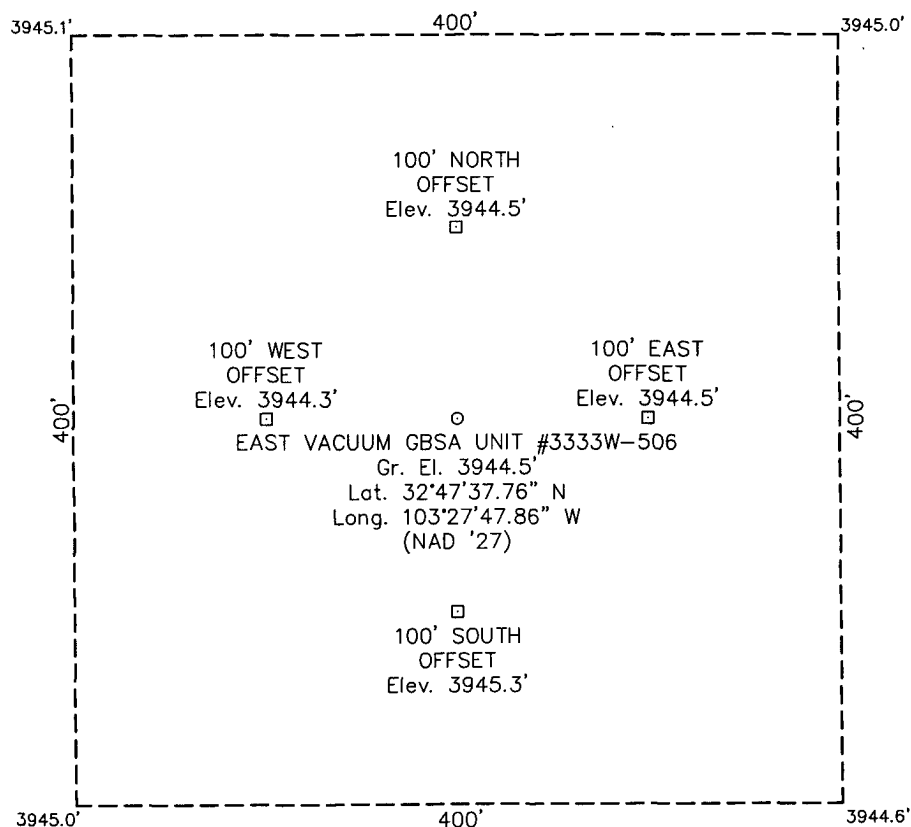 3945.1'
400'
3945.0'
100' NORTH
OFFSET
Elev. 3944.5'
100' WEST
OFFSET
Elev. 3944.3'
100' EAST
OFFSET
Elev. 3944.5'
400'
400'
EAST VACUUM GBSA UNIT #3333W-506
Gr. El. 3944.5'
Lat. 32°47'37.76" N
Long. 103°27'47.86" W
(NAD '27)
100' SOUTH
OFFSET
Elev. 3945.3'
3945.0'
400'
3944.6'